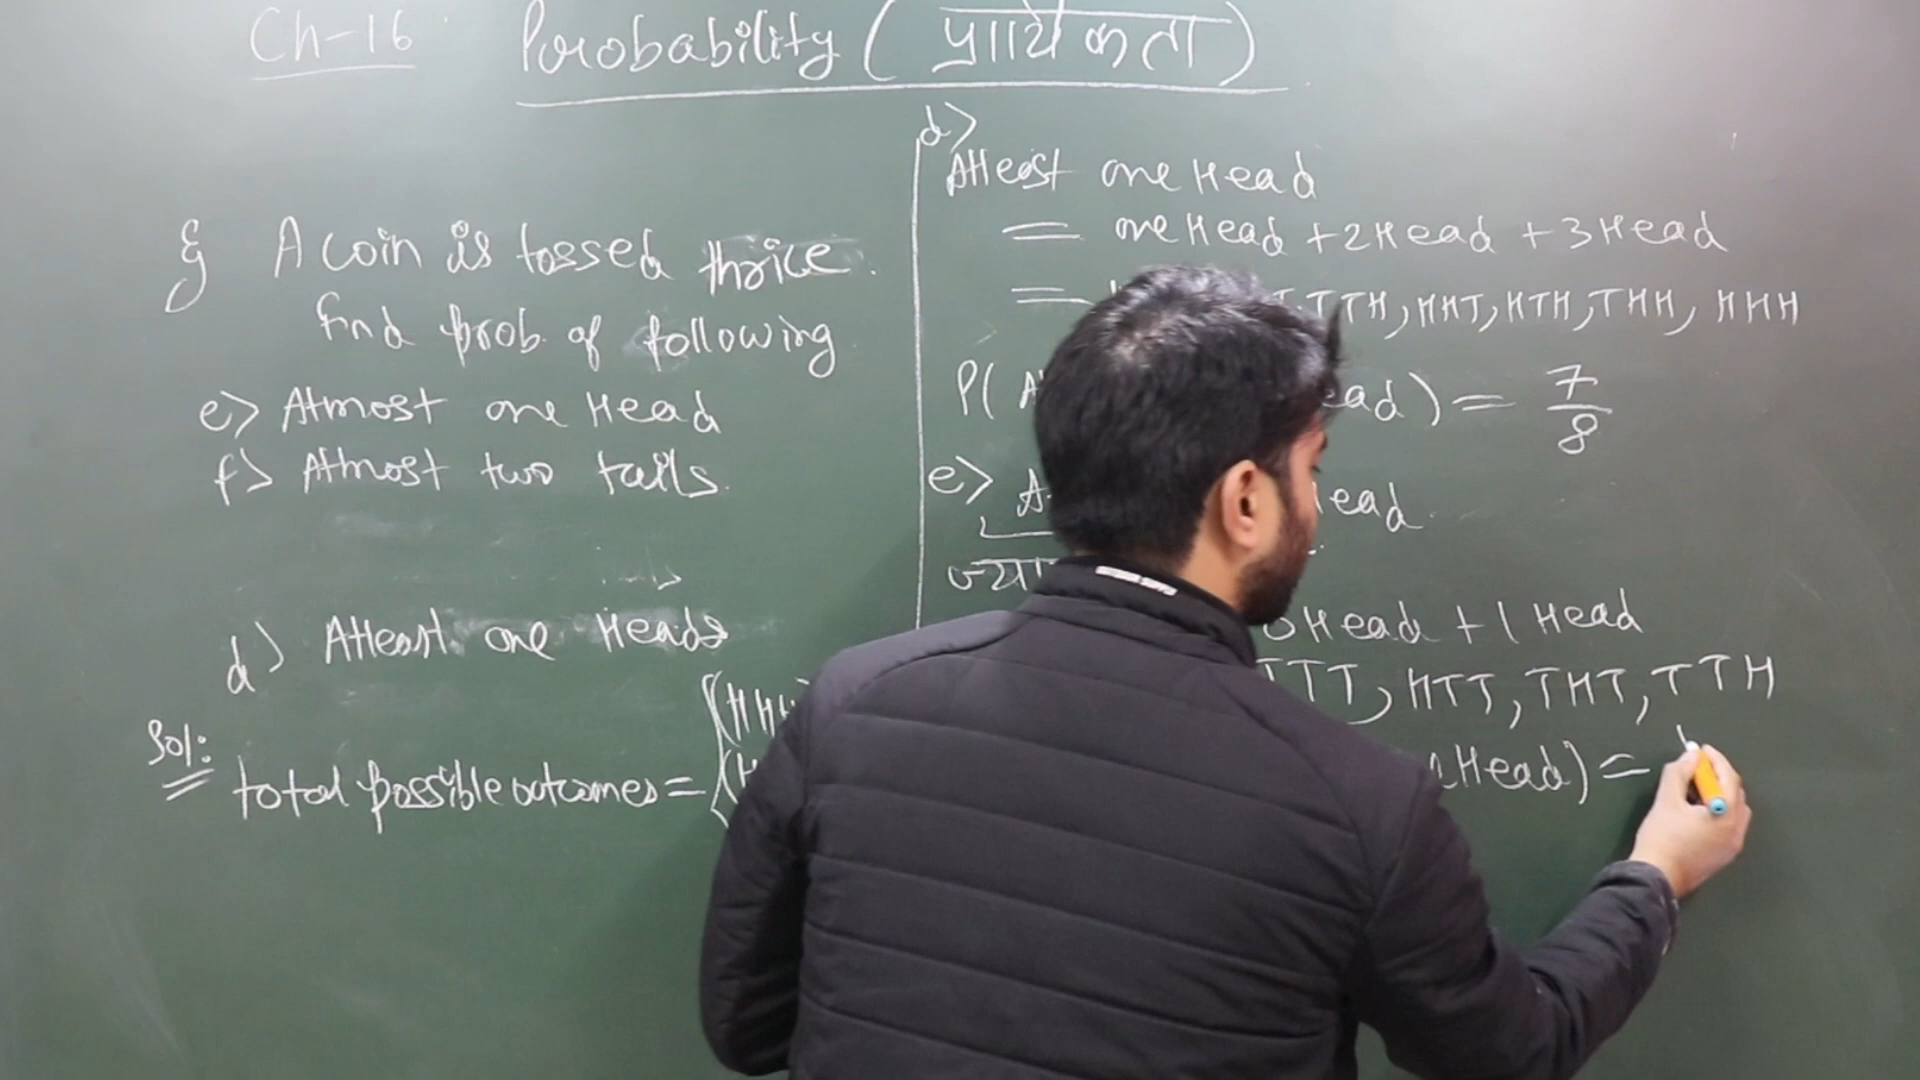 Ch-16 Probability (प्रायिकता)
A coin is tossed thrice.
find prob. of following
e> Atmost one Head
f> Atmost two tails.
d) Atleast one Heads
Sol:
total possible outcomes =
d>
Atleast one Head
= one Head + 2 Head + 3 Head
= TTH, HHT, HTH, THH, HHH
P( ead) = 7/8
e> ead.
0 Head + 1 Head
TTT, HTT, THT, TTH
Head) =